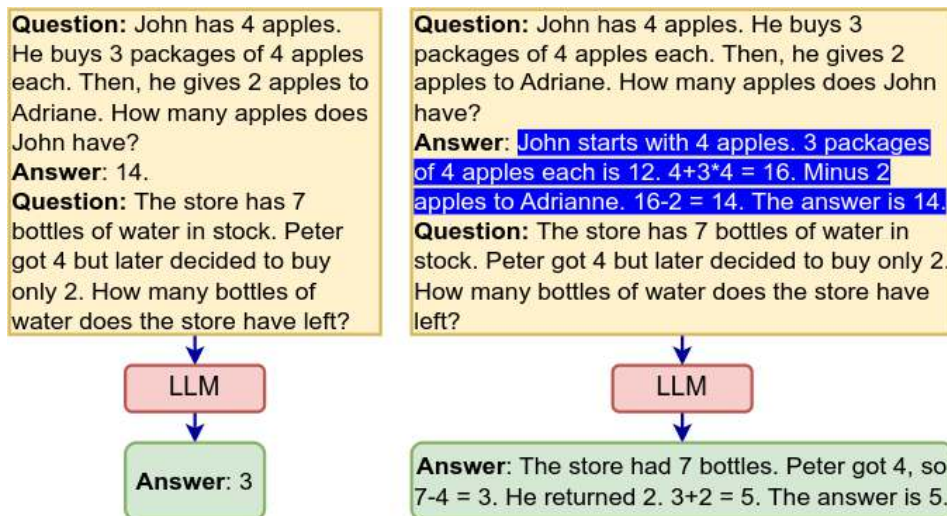 Question: John has 4 apples.
He buys 3 packages of 4 apples
each. Then, he gives 2 apples to
Adriane. How many apples does
John have?
Answer: 14.
Question: The store has 7
bottles of water in stock. Peter
got 4 but later decided to buy
only 2. How many bottles of
water does the store have left?
LLM
Answer: 3
Question: John has 4 apples. He buys 3
packages of 4 apples each. Then, he gives 2
apples to Adriane. How many apples does John
have?
Answer: John starts with 4 apples. 3 packages
of 4 apples each is 12. 4+3*4 = 16. Minus 2
apples to Adrianne. 16-2 = 14. The answer is 14.
Question: The store has 7 bottles of water in
stock. Peter got 4 but later decided to buy only 2.
How many bottles of water does the store have
left?
LLM
Answer: The store had 7 bottles. Peter got 4, so
7-4 = 3. He returned 2. 3+2 = 5. The answer is 5.